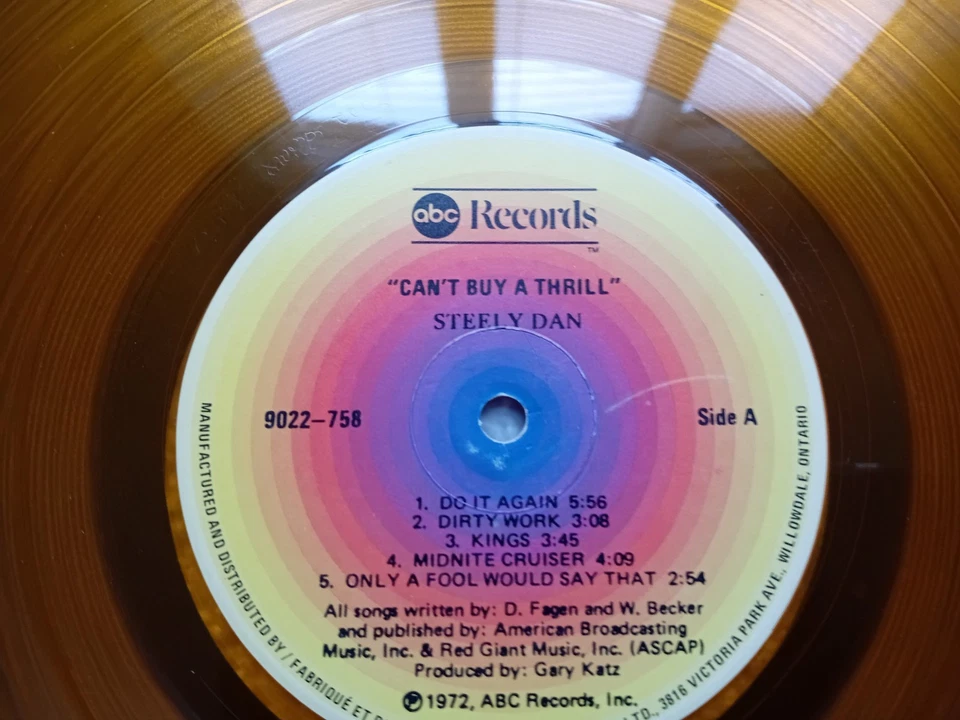 abc Records
TM
"CAN'T BUY A THRILL"
STEELY DAN
9022-758
Side A
1. DO IT AGAIN 5:56
2. DIRTY WORK 3:08
3. KINGS 3:45
4. MIDNITE CRUISER 4:09
5. ONLY A FOOL WOULD SAY THAT 2:54
All songs written by: D. Fagen and W. Becker
and published by: American Broadcasting
Music, Inc. & Red Giant Music, Inc. (ASCAP)
Produced by: Gary Katz
Ⓟ1972, ABC Records, Inc.
MANUFACTURED AND DISTRIBUTED BY / FABRIQUÉ ET LTD., 3816 VICTORIA PARK AVE., WILLOWDALE, ONTARIO